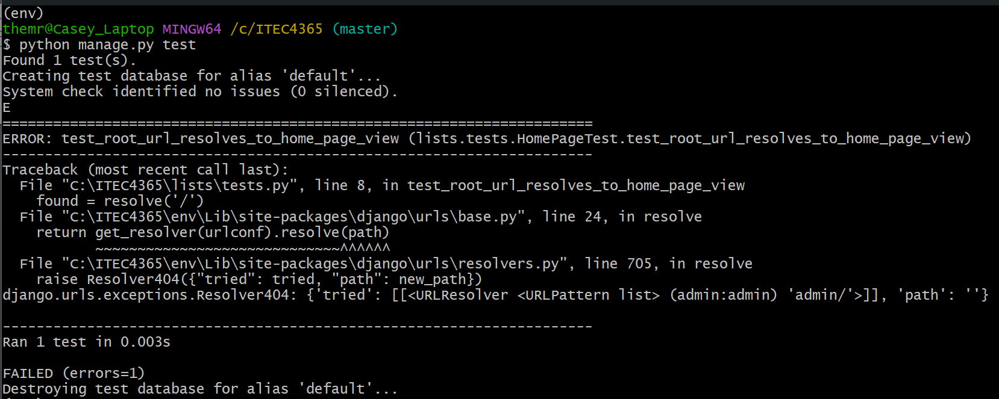 (env)
themr@Casey_Laptop MINGW64 /c/ITEC4365 (master)
$ python manage.py test
Found 1 test(s).
Creating test database for alias 'default'...
System check identified no issues (0 silenced).
E
======================================================================
ERROR: test_root_url_resolves_to_home_page_view (lists.tests.HomePageTest.test_root_url_resolves_to_home_page_view)
----------------------------------------------------------------------
Traceback (most recent call last):
  File "C:\ITEC4365\lists\tests.py", line 8, in test_root_url_resolves_to_home_page_view
    found = resolve('/')
  File "C:\ITEC4365\env\Lib\site-packages\django\urls\base.py", line 24, in resolve
    return get_resolver(urlconf).resolve(path)
           ~~~~~~~~~~~~~~~~~~~~~~~~~~~~~^^^^^^
  File "C:\ITEC4365\env\Lib\site-packages\django\urls\resolvers.py", line 705, in resolve
    raise Resolver404({"tried": tried, "path": new_path})
django.urls.exceptions.Resolver404: {'tried': [[<URLResolver <URLPattern list> (admin:admin) 'admin/'>]], 'path': ''}

----------------------------------------------------------------------
Ran 1 test in 0.003s

FAILED (errors=1)
Destroying test database for alias 'default'...